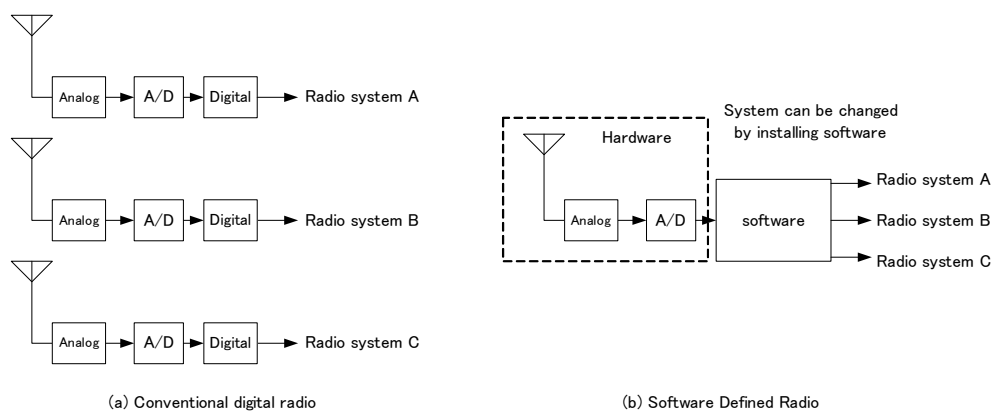 Analog
A/D
Digital
Radio system A
Analog
A/D
Digital
Radio system B
Analog
A/D
Digital
Radio system C
(a) Conventional digital radio
System can be changed
by installing software
Hardware
Analog
A/D
software
Radio system A
Radio system B
Radio system C
(b) Software Defined Radio